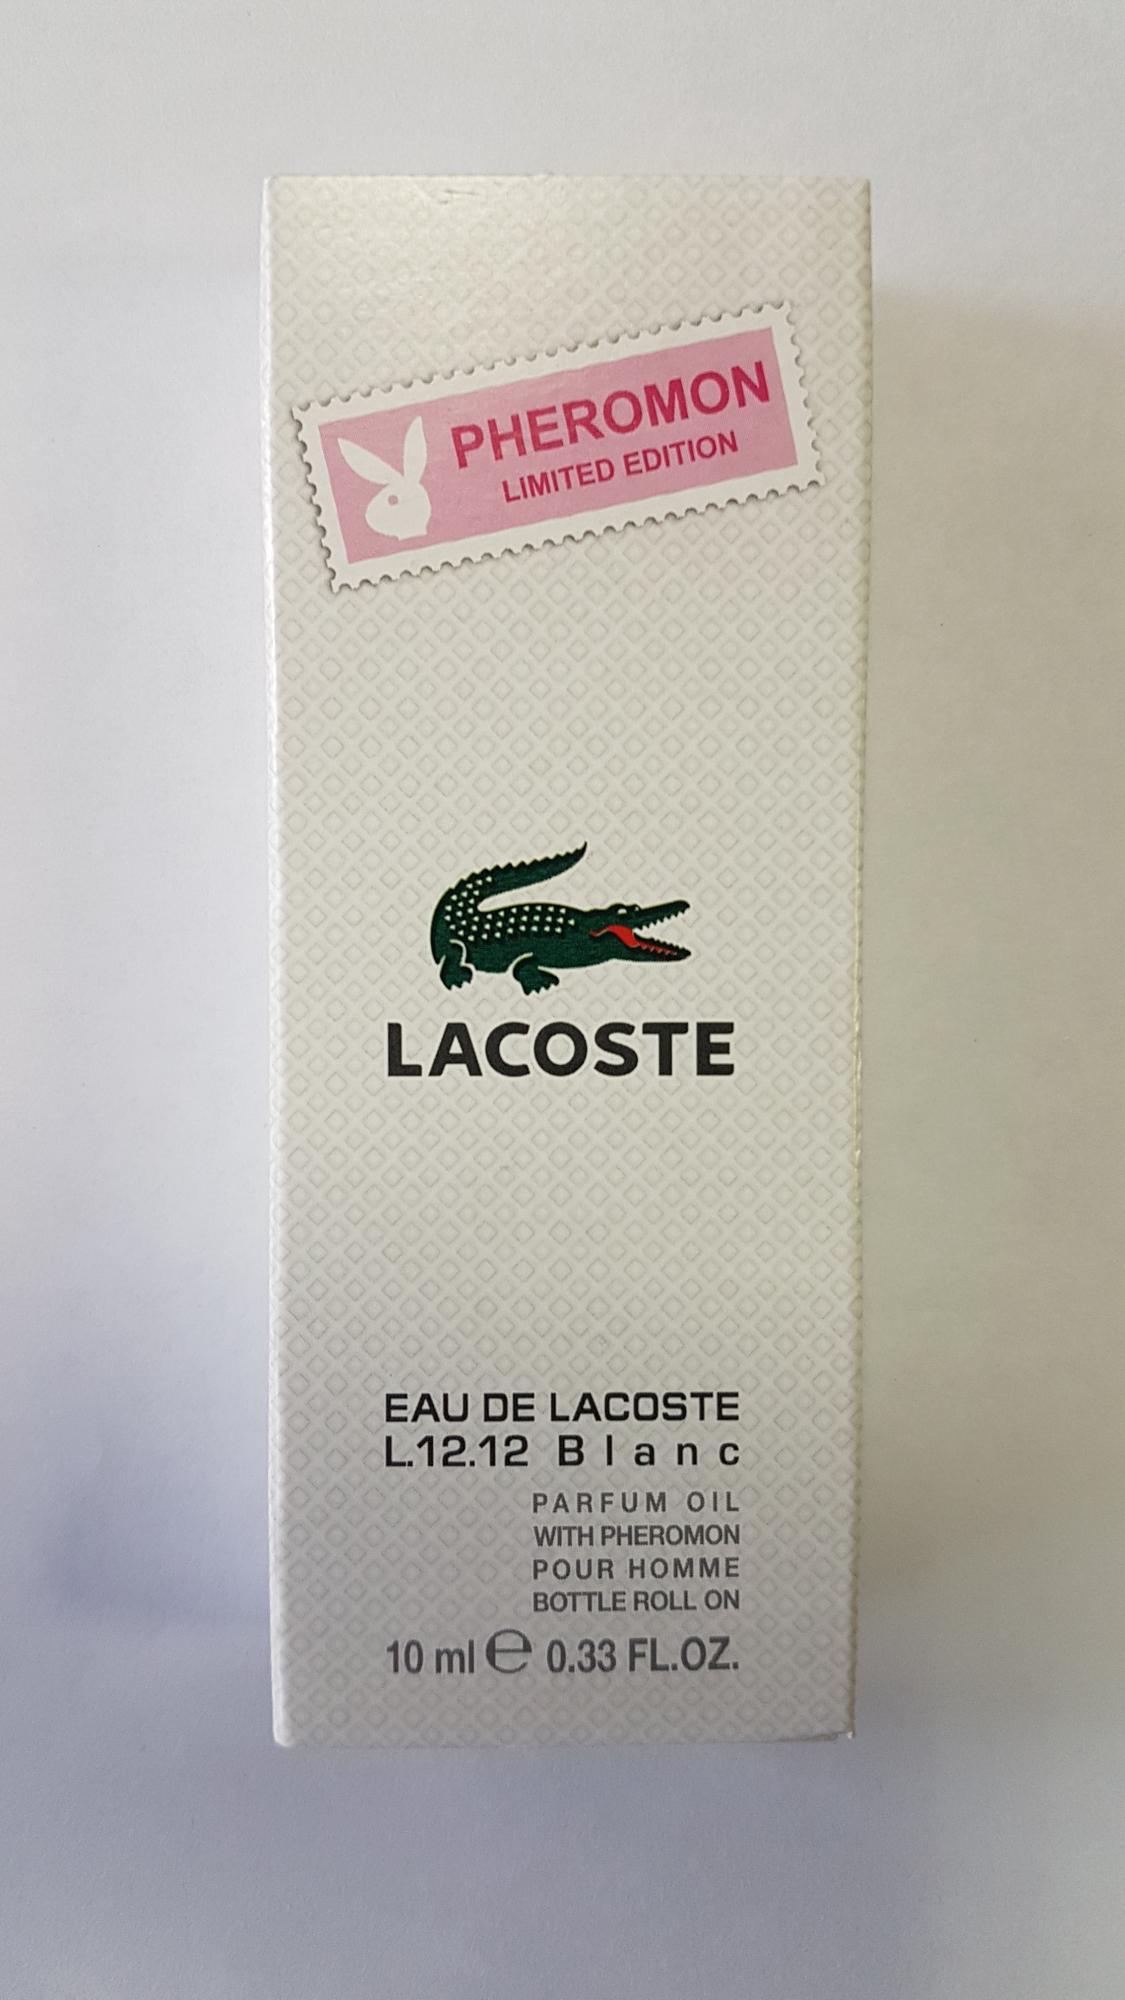 PHEROMON
LIMITED EDITION
LACOSTE
EAU DE LACOSTE
L.12.12 Blanc
PARFUM OIL
WITH PHEROMON
POUR HOMME
BOTTLE ROLL ON
10 ml ℮ 0.33 FL.OZ.